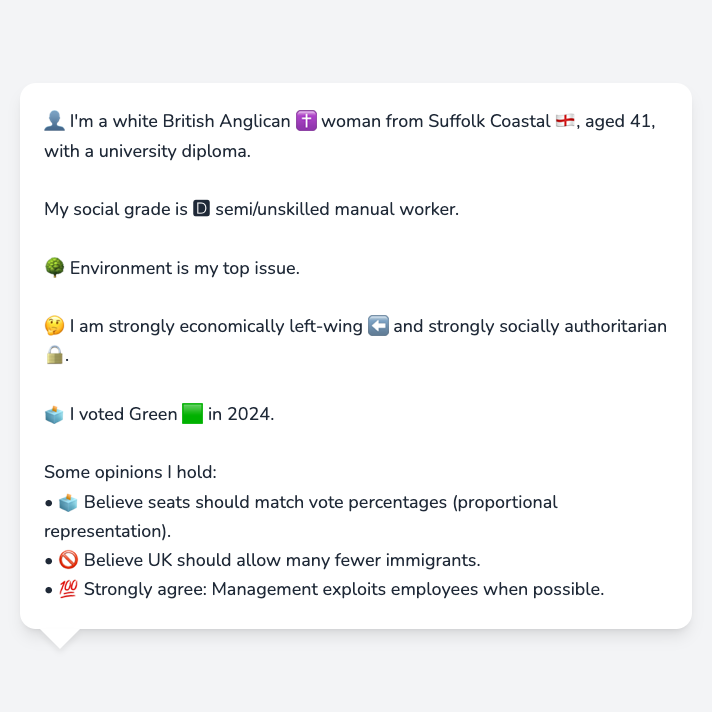 👤 I'm a white British Anglican ✝️ woman from Suffolk Coastal 🏴󠁧󠁢󠁥󠁮󠁧󠁿, aged 41,
with a university diploma.
My social grade is 🅳 semi/unskilled manual worker.
🌳 Environment is my top issue.
🤔 I am strongly economically left-wing ⬅️ and strongly socially authoritarian
🔒.
🗳️ I voted Green 🟩 in 2024.
Some opinions I hold:
• 🗳️ Believe seats should match vote percentages (proportional
representation).
• 🚫 Believe UK should allow many fewer immigrants.
• 💯 Strongly agree: Management exploits employees when possible.